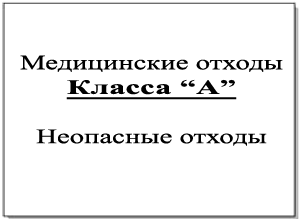 Медицинские отходы
Класса “А”
Неопасные отходы